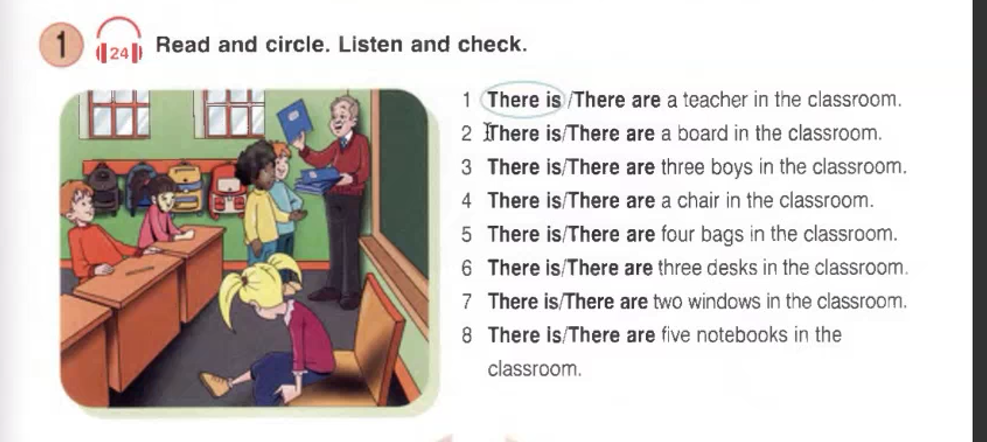 1 24 Read and circle. Listen and check.
1 There is /There are a teacher in the classroom.
2 There is/There are a board in the classroom.
3 There is/There are three boys in the classroom.
4 There is/There are a chair in the classroom.
5 There is/There are four bags in the classroom.
6 There is/There are three desks in the classroom.
7 There is/There are two windows in the classroom.
8 There is/There are five notebooks in the
classroom.